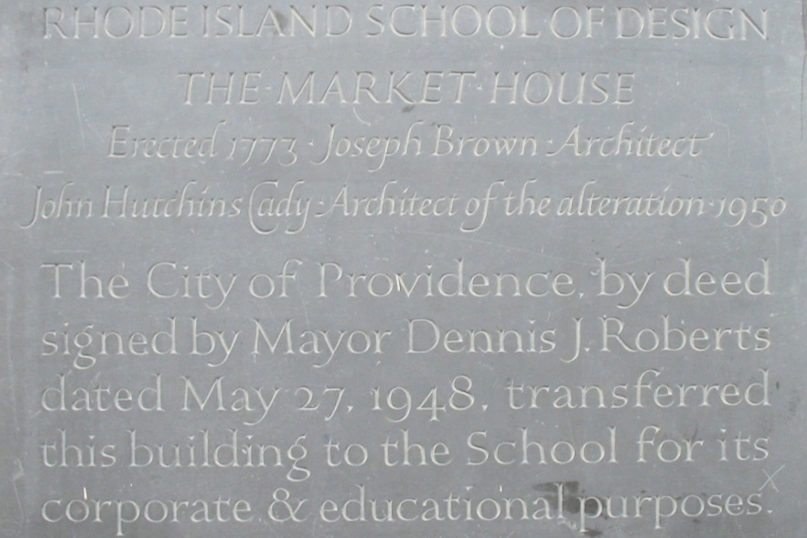 RHODE ISLAND SCHOOL OF DESIGN
THE·MARKET·HOUSE
Erected 1773 · Joseph Brown · Architect
John Hutchins Cady · Architect of the alteration · 1950
The City of Providence, by deed
signed by Mayor Dennis J. Roberts
dated May 27, 1948, transferred
this building to the School for its
corporate & educational purposes.